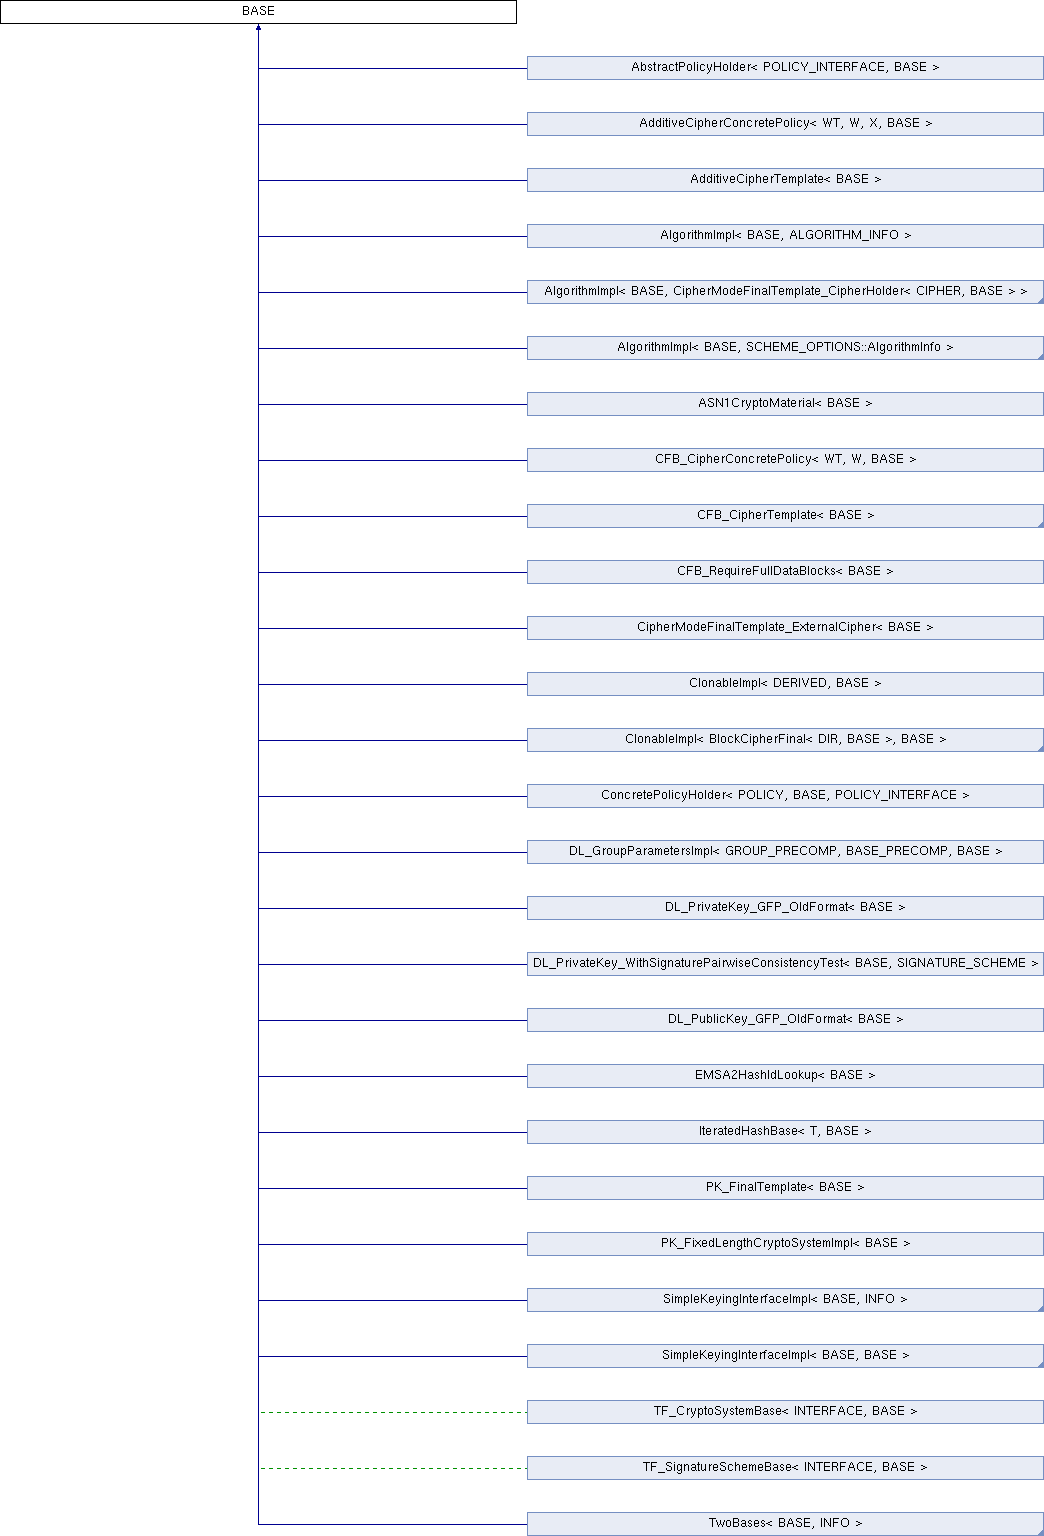 BASE
AbstractPolicyHolder< POLICY_INTERFACE, BASE >
AdditiveCipherConcretePolicy< WT, W, X, BASE >
AdditiveCipherTemplate< BASE >
AlgorithmImpl< BASE, ALGORITHM_INFO >
AlgorithmImpl< BASE, CipherModeFinalTemplate_CipherHolder< CIPHER, BASE > >
AlgorithmImpl< BASE, SCHEME_OPTIONS::AlgorithmInfo >
ASN1CryptoMaterial< BASE >
CFB_CipherConcretePolicy< WT, W, BASE >
CFB_CipherTemplate< BASE >
CFB_RequireFullDataBlocks< BASE >
CipherModeFinalTemplate_ExternalCipher< BASE >
ClonableImpl< DERIVED, BASE >
ClonableImpl< BlockCipherFinal< DIR, BASE >, BASE >
ConcretePolicyHolder< POLICY, BASE, POLICY_INTERFACE >
DL_GroupParametersImpl< GROUP_PRECOMP, BASE_PRECOMP, BASE >
DL_PrivateKey_GFP_OldFormat< BASE >
DL_PrivateKey_WithSignaturePairwiseConsistencyTest< BASE, SIGNATURE_SCHEME >
DL_PublicKey_GFP_OldFormat< BASE >
EMSA2HashIdLookup< BASE >
IteratedHashBase< T, BASE >
PK_FinalTemplate< BASE >
PK_FixedLengthCryptoSystemImpl< BASE >
SimpleKeyingInterfaceImpl< BASE, INFO >
SimpleKeyingInterfaceImpl< BASE, BASE >
TF_CryptoSystemBase< INTERFACE, BASE >
TF_SignatureSchemeBase< INTERFACE, BASE >
TwoBases< BASE, INFO >